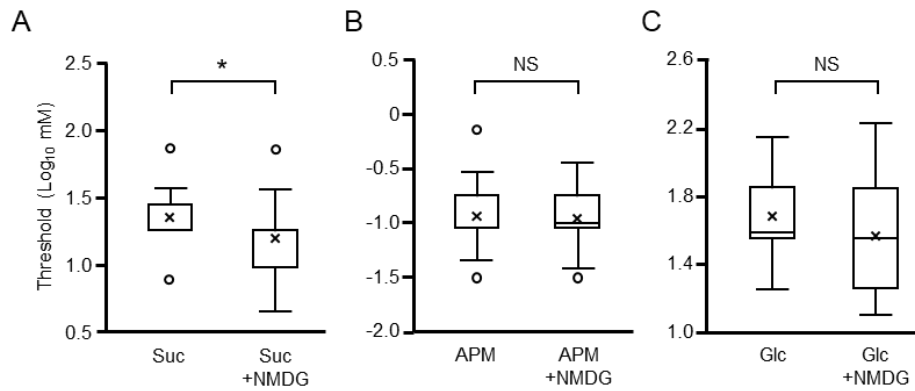 A
B
C
Threshold (Log10 mM)
2.5
2.0
1.5
1.0
0.5
*
Suc
Suc
+NMDG
0.5
0
-0.5
-1.0
-1.5
-2.0
NS
APM
APM
+NMDG
2.6
2.2
1.8
1.4
1.0
NS
Glc
Glc
+NMDG